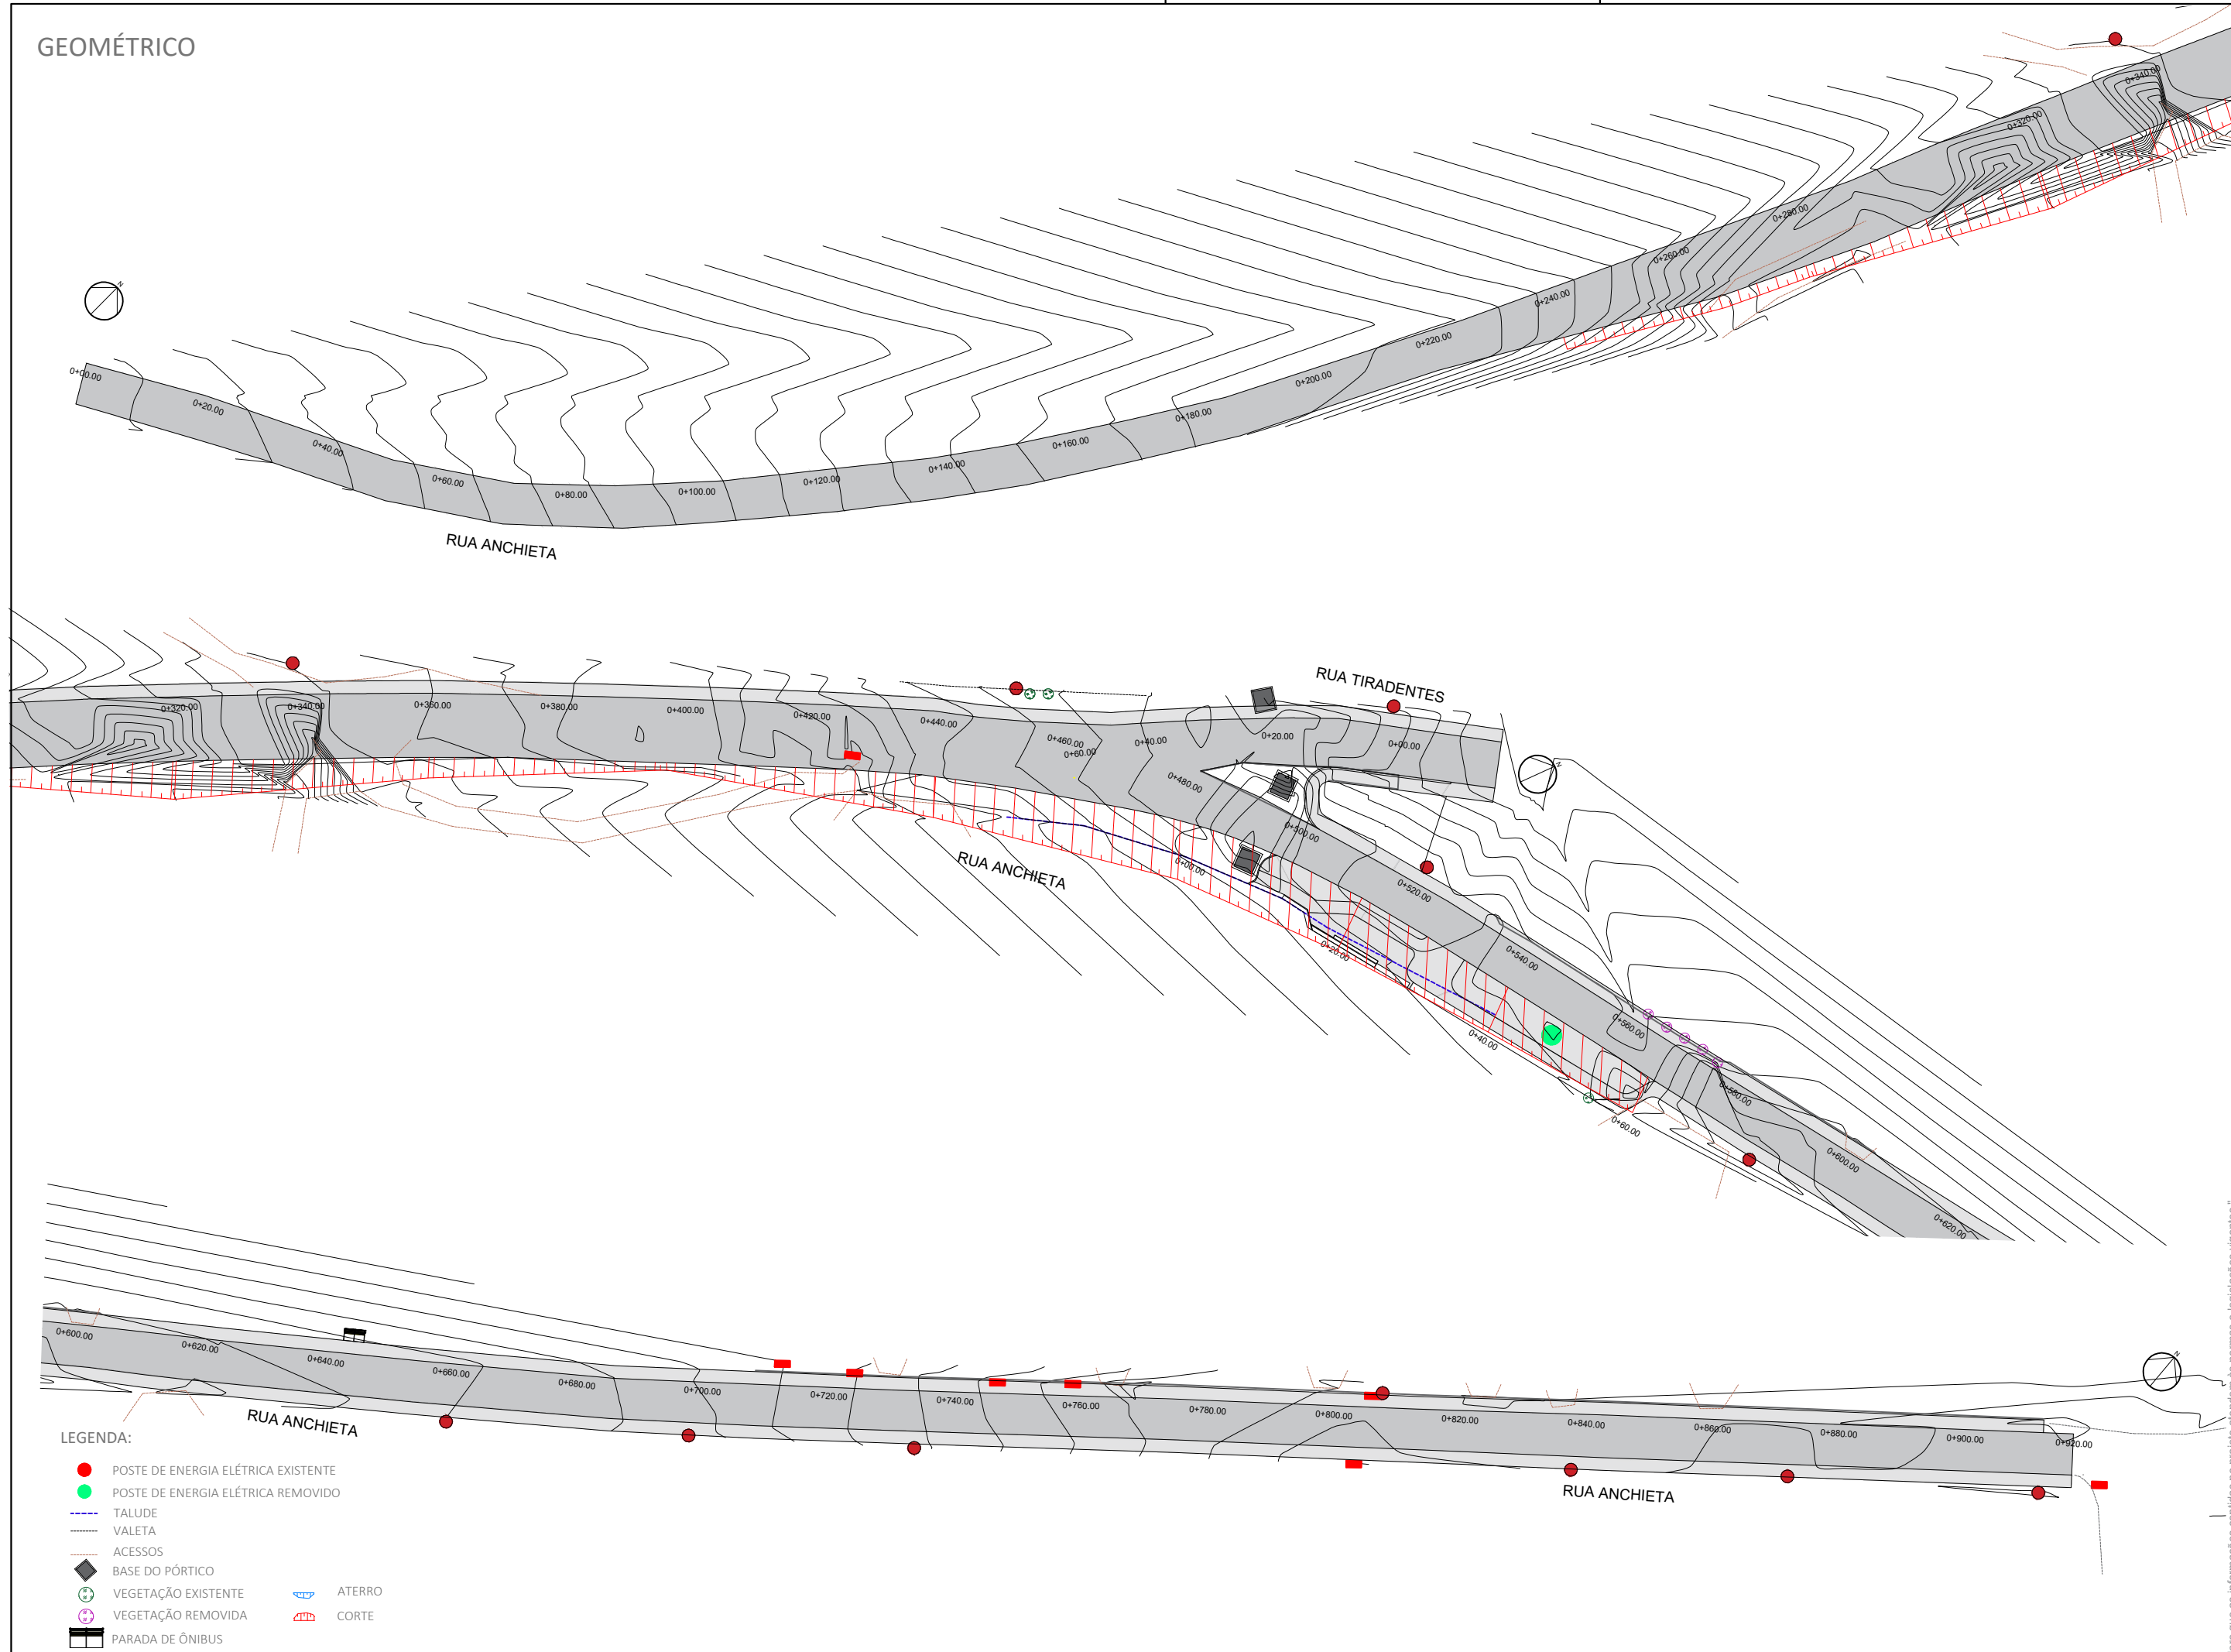 GEOMÉTRICO
N
0+00.00
0+20.00
0+40.00
0+60.00
0+80.00
0+100.00
0+120.00
0+140.00
0+160.00
0+180.00
0+200.00
0+220.00
0+240.00
0+260.00
0+280.00
0+320.00
0+340.00
RUA ANCHIETA
0+320.00
0+340.00
0+360.00
0+380.00
0+400.00
0+420.00
0+440.00
0+460.00
0+480.00
0+500.00
0+520.00
0+540.00
0+560.00
0+580.00
0+600.00
0+620.00
RUA TIRADENTES
0+60.00
0+40.00
0+20.00
0+00.00
N
RUA ANCHIETA
0+00.00
0+20.00
0+40.00
0+60.00
0+600.00
0+620.00
0+640.00
0+660.00
0+680.00
0+700.00
0+720.00
0+740.00
0+760.00
0+780.00
0+800.00
0+820.00
0+840.00
0+860.00
0+880.00
0+900.00
0+920.00
N
RUA ANCHIETA
RUA ANCHIETA
LEGENDA:
POSTE DE ENERGIA ELÉTRICA EXISTENTE
POSTE DE ENERGIA ELÉTRICA REMOVIDO
TALUDE
VALETA
ACESSOS
BASE DO PÓRTICO
VEGETAÇÃO EXISTENTE
VEGETAÇÃO REMOVIDA
PARADA DE ÔNIBUS
ATERRO
CORTE